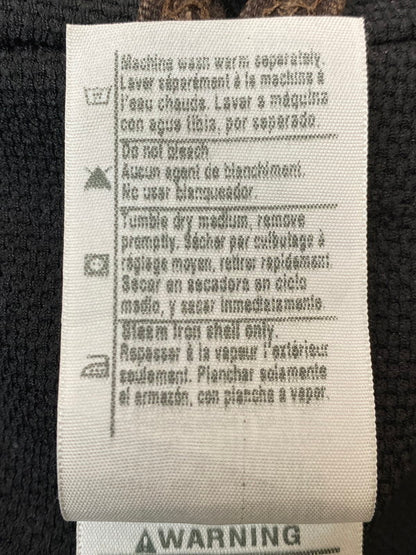 Machine wash warm separately.
Laver séparément à la machine à
l'eau chaude. Lavar a máquina
con agua tibia, por separado.
Do not bleach
Aucun agent de blanchiment.
No usar blanqueador.
Tumble dry medium, remove
promptly. Sécher par culbutage à
réglage moyen, retirer rapidement.
Secar en secadora en ciclo
medio, y sacar inmediatamente.
Steam iron shell only.
Repasser à la vapeur l'extérieur
seulement. Planchar solamente
el armazón, con plancha a vapor.
WARNING